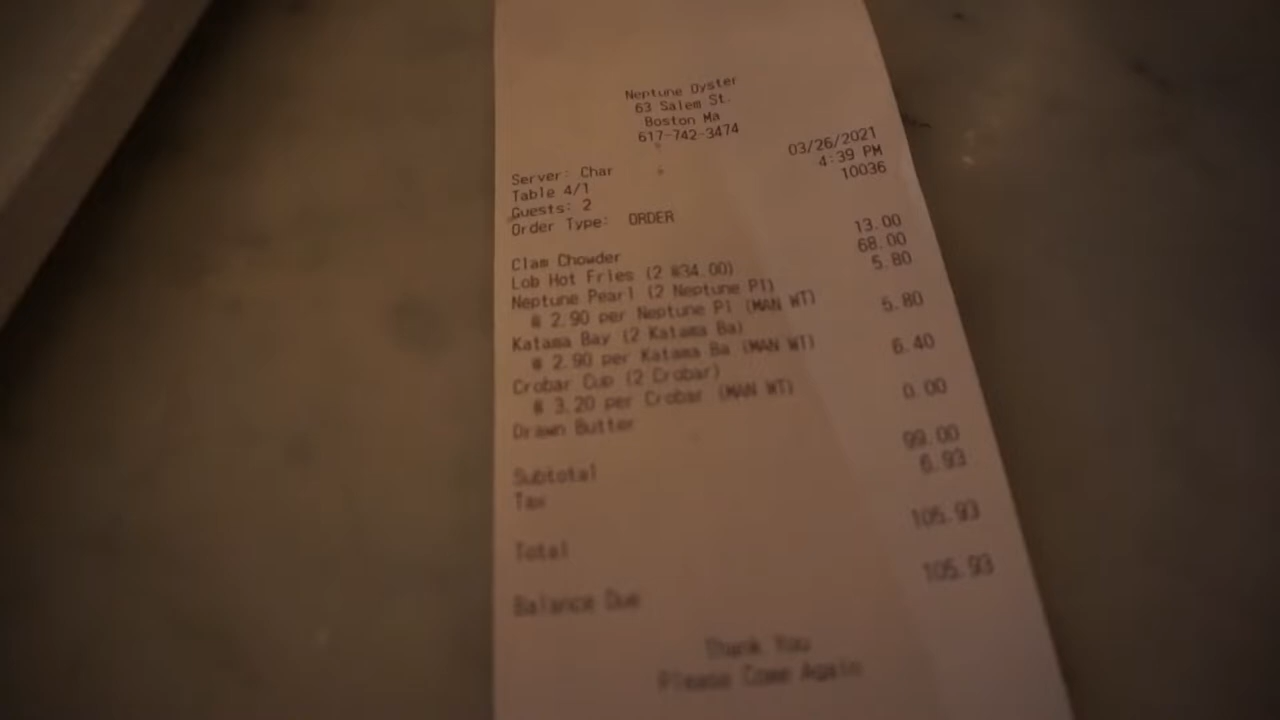 Neptune Oyster
63 Salem St.
Boston Ma
617-742-3474
03/26/2021
Server: Char 4:39 PM
Table 4/1 10036
Guests: 2
Order Type: ORDER
Clam Chowder 13.00
Lob Hot Fries (2 @34.00) 68.00
Neptune Pearl (2 Neptune Pl) 5.80
@ 2.90 per Neptune Pl (MAN WT)
Katama Bay (2 Katama Ba) 5.80
@ 2.90 per Katama Ba (MAN WT)
Crobar Cup (2 Crobar) 6.40
@ 3.20 per Crobar (MAN WT)
Drawn Butter 0.00
Subtotal 99.00
Tax 6.93
Total 105.93
Balance Due 105.93
Thank You
Please Come Again